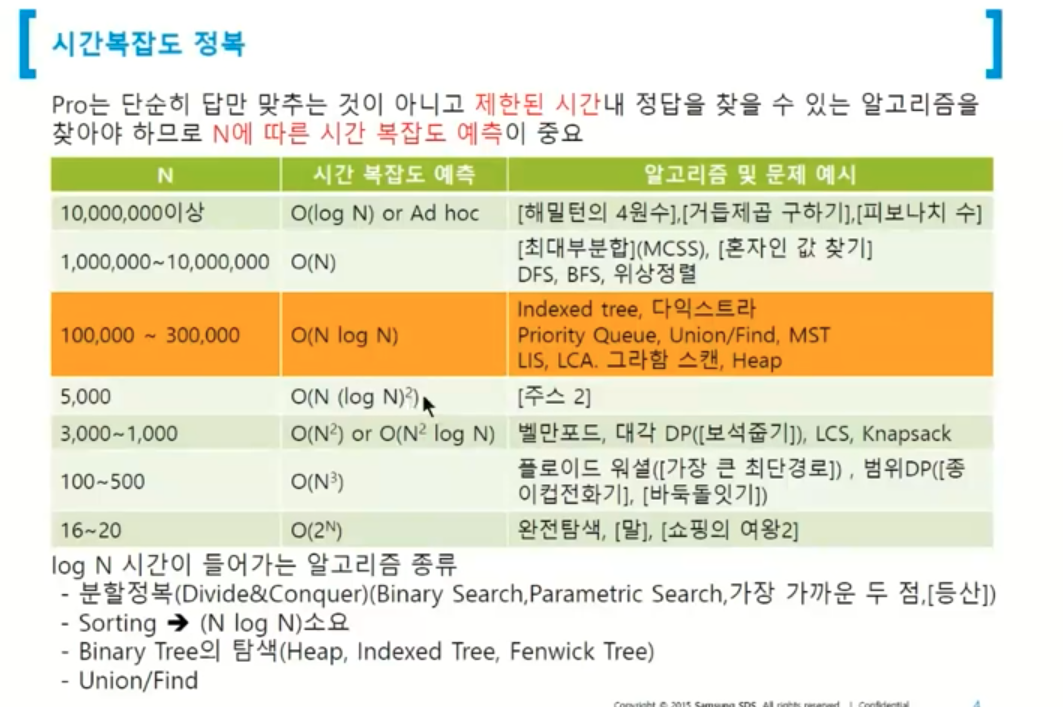 시간복잡도 정복
Pro는 단순히 답만 맞추는 것이 아니고 제한된 시간내 정답을 찾을 수 있는 알고리즘을
찾아야 하므로 N에 따른 시간 복잡도 예측이 중요
N 시간 복잡도 예측 알고리즘 및 문제 예시
10,000,000이상 O(log N) or Ad hoc [해밀턴의 4원수],[거듭제곱 구하기],[피보나치 수]
1,000,000~10,000,000 O(N) [최대부분합](MCSS), [혼자인 값 찾기]
DFS, BFS, 위상정렬
100,000 ~ 300,000 O(N log N) Indexed tree, 다익스트라
Priority Queue, Union/Find, MST
LIS, LCA. 그라함 스캔, Heap
5,000 O(N (log N)²) [주스 2]
3,000~1,000 O(N²) or O(N² log N) 벨만포드, 대각 DP([보석줍기]), LCS, Knapsack
100~500 O(N³) 플로이드 워셜([가장 큰 최단경로]) , 범위DP([종
이컵전화기], [바둑돌잇기])
16~20 O(2ᴺ) 완전탐색, [말], [쇼핑의 여왕2]
log N 시간이 들어가는 알고리즘 종류
- 분할정복(Divide&Conquer)(Binary Search,Parametric Search,가장 가까운 두 점,[등산])
- Sorting ➔ (N log N)소요
- Binary Tree의 탐색(Heap, Indexed Tree, Fenwick Tree)
- Union/Find
Copyright © 2015 Samsung SDS. All rights reserved | Confidential 4